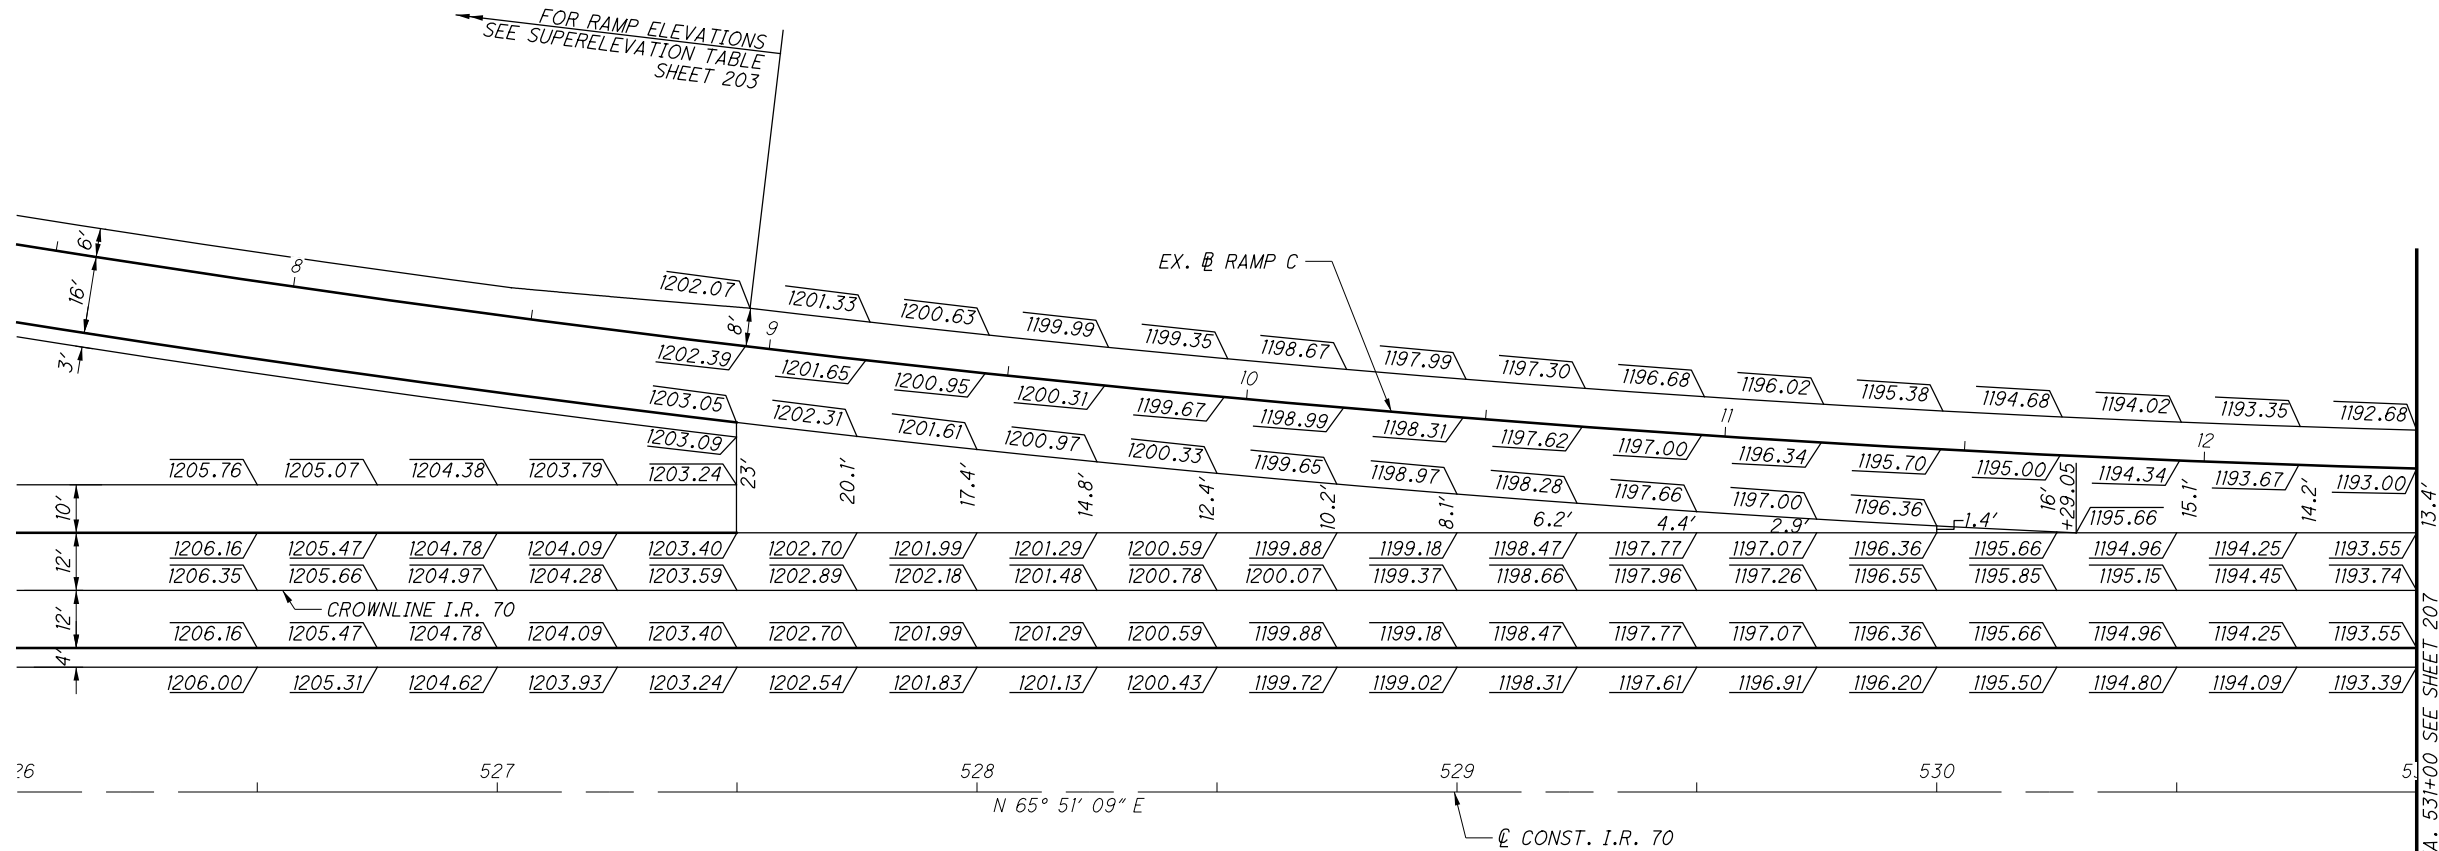 FOR RAMP ELEVATIONS
SEE SUPERELEVATION TABLE
SHEET 203
6'
16'
3'
8
8'
9
10
11
12
EX. ⅊ RAMP C
1202.07 1201.33 1200.63 1199.99 1199.35 1198.67 1197.99 1197.30 1196.68 1196.02 1195.38 1194.68 1194.02 1193.35 1192.68
1202.39 1201.65 1200.95 1200.31 1199.67 1198.99 1198.31 1197.62 1197.00 1196.34 1195.70 1195.00 1194.34 1193.67 1193.00
1203.05 1202.31 1201.61 1200.97 1200.33 1199.65 1198.97 1198.28 1197.66 1197.00 1196.36 1195.66
1203.09
1205.76 1205.07 1204.38 1203.79 1203.24
23' 20.1' 17.4' 14.8' 12.4' 10.2' 8.1' 6.2' 4.4' 2.9' 1.4' 16' +29.05 15.1' 14.2' 13.4'
10'
12'
12'
4'
1206.16 1205.47 1204.78 1204.09 1203.40 1202.70 1201.99 1201.29 1200.59 1199.88 1199.18 1198.47 1197.77 1197.07 1196.36 1195.66 1194.96 1194.25 1193.55
1206.35 1205.66 1204.97 1204.28 1203.59 1202.89 1202.18 1201.48 1200.78 1200.07 1199.37 1198.66 1197.96 1197.26 1196.55 1195.85 1195.15 1194.45 1193.74
CROWNLINE I.R. 70
1206.16 1205.47 1204.78 1204.09 1203.40 1202.70 1201.99 1201.29 1200.59 1199.88 1199.18 1198.47 1197.77 1197.07 1196.36 1195.66 1194.96 1194.25 1193.55
1206.00 1205.31 1204.62 1203.93 1203.24 1202.54 1201.83 1201.13 1200.43 1199.72 1199.02 1198.31 1197.61 1196.91 1196.20 1195.50 1194.80 1194.09 1193.39
26 527 528 529 530
N 65° 51' 09" E
℄ CONST. I.R. 70
A. 531+00 SEE SHEET 207